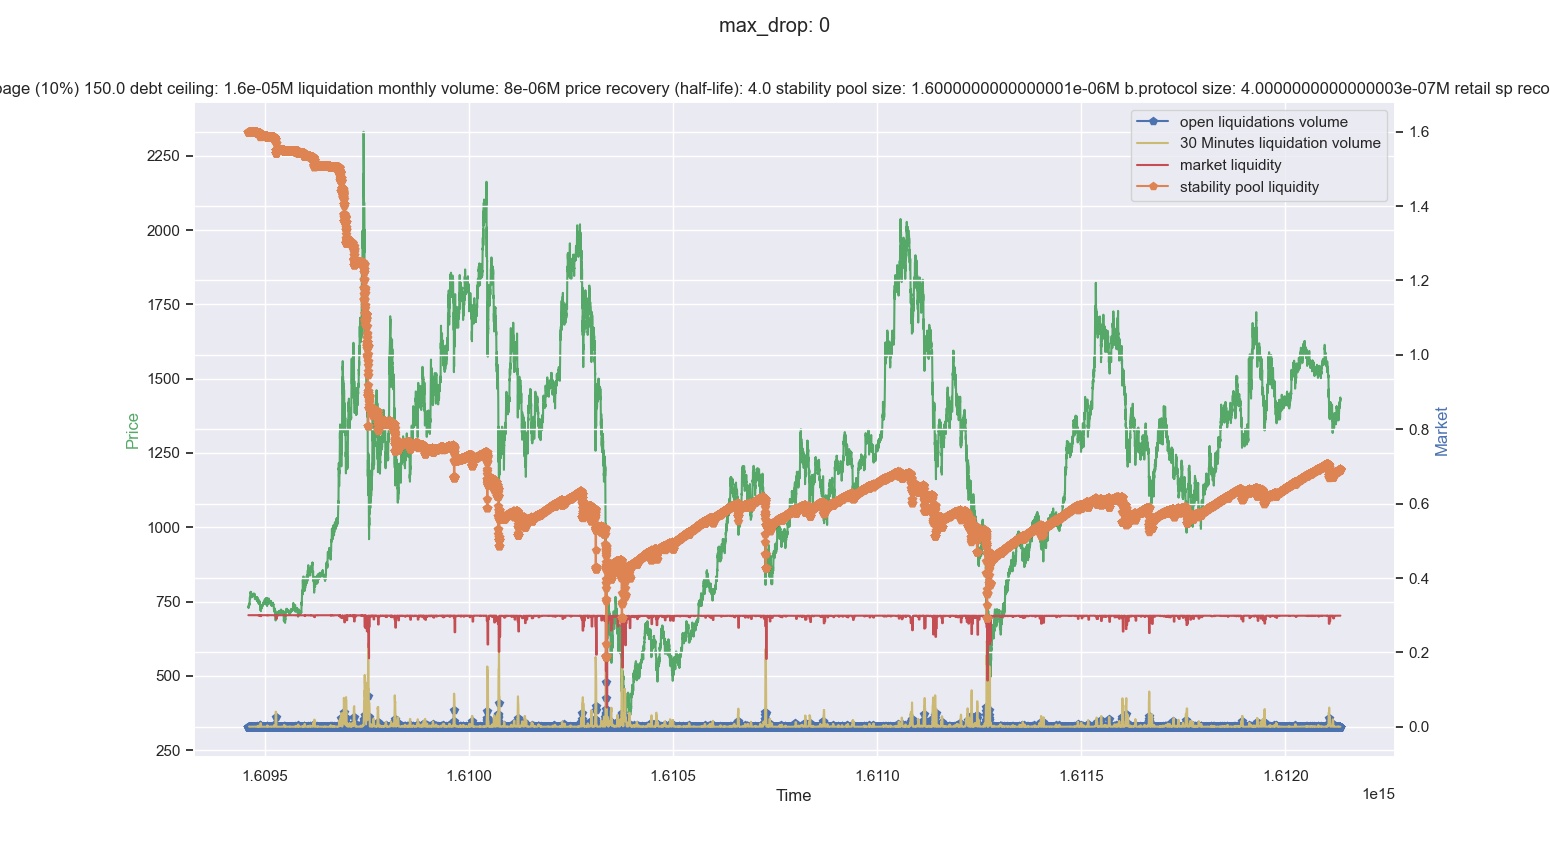 max_drop: 0
page (10%) 150.0 debt ceiling: 1.6e-05M liquidation monthly volume: 8e-06M price recovery (half-life): 4.0 stability pool size: 1.6000000000000001e-06M b.protocol size: 4.0000000000000003e-07M retail sp reco
open liquidations volume
30 Minutes liquidation volume
market liquidity
stability pool liquidity
2250
2000
1750
1500
1250
1000
750
500
250
Price
1.6
1.4
1.2
1.0
0.8
0.6
0.4
0.2
0.0
Market
1.6095 1.6100 1.6105 1.6110 1.6115 1.6120
1e15
Time